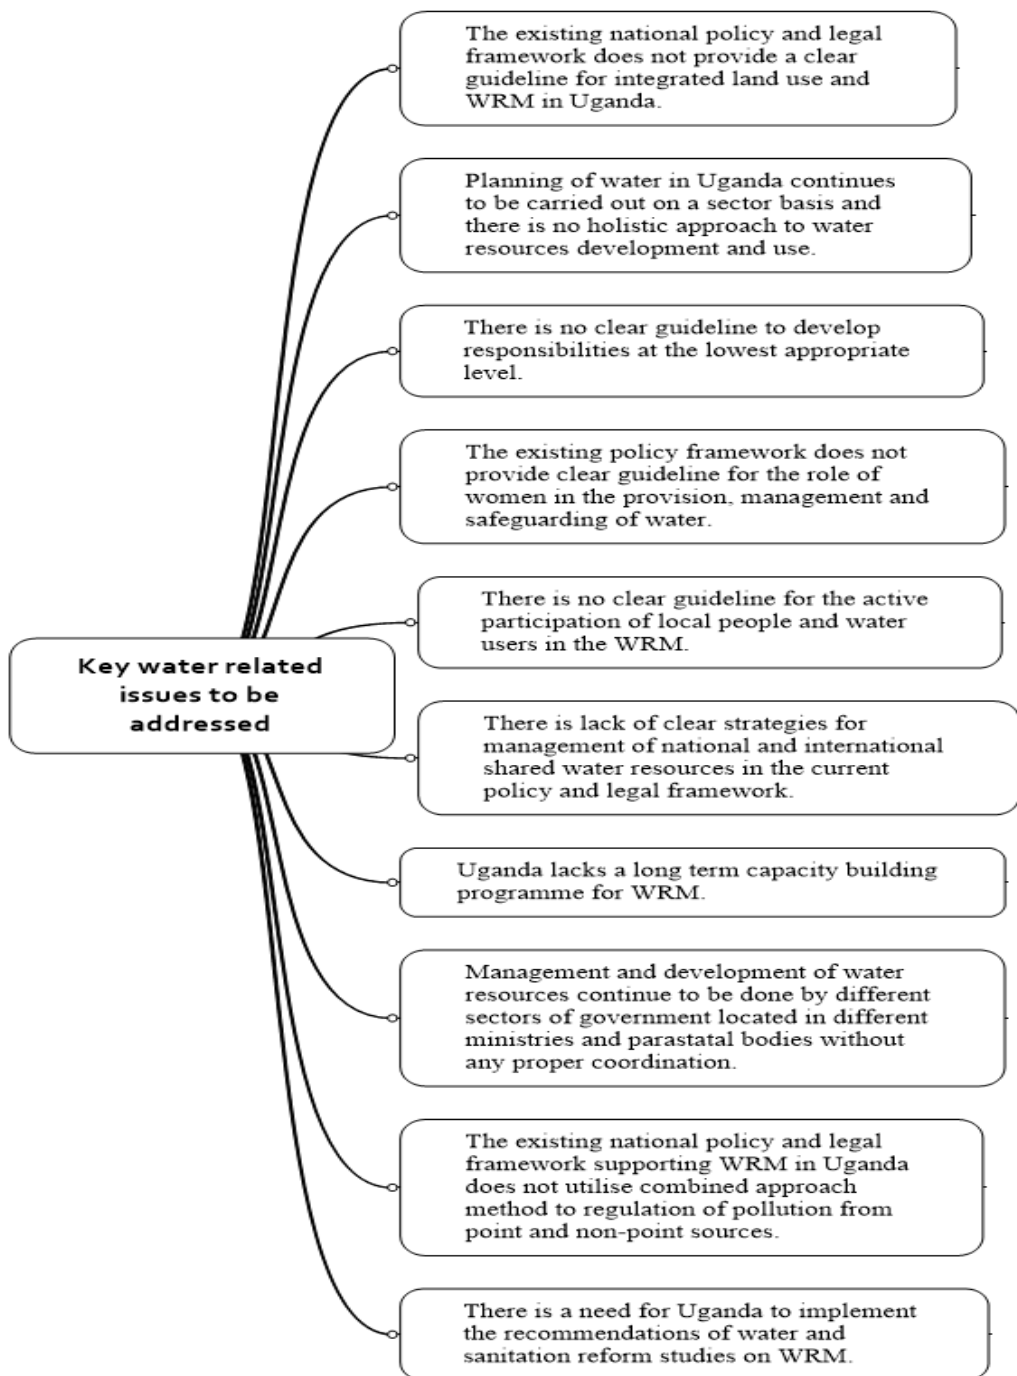 The existing national policy and legal
framework does not provide a clear
guideline for integrated land use and
WRM in Uganda.
Planning of water in Uganda continues
to be carried out on a sector basis and
there is no holistic approach to water
resources development and use.
There is no clear guideline to develop
responsibilities at the lowest appropriate
level.
The existing policy framework does not
provide clear guideline for the role of
women in the provision, management and
safeguarding of water.
There is no clear guideline for the active
participation of local people and water
users in the WRM.
Key water related
issues to be
addressed
There is lack of clear strategies for
management of national and international
shared water resources in the current
policy and legal framework.
Uganda lacks a long term capacity building
programme for WRM.
Management and development of water
resources continue to be done by different
sectors of government located in different
ministries and parastatal bodies without
any proper coordination.
The existing national policy and legal
framework supporting WRM in Uganda
does not utilise combined approach
method to regulation of pollution from
point and non-point sources.
There is a need for Uganda to implement
the recommendations of water and
sanitation reform studies on WRM.